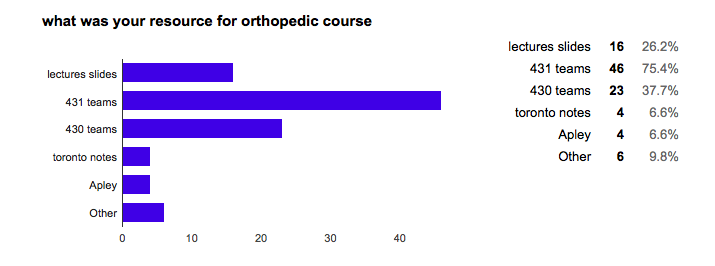 what was your resource for orthopedic course
lectures slides
431 teams
430 teams
toronto notes
Apley
Other
0 10 20 30 40
lectures slides 16 26.2%
431 teams 46 75.4%
430 teams 23 37.7%
toronto notes 4 6.6%
Apley 4 6.6%
Other 6 9.8%